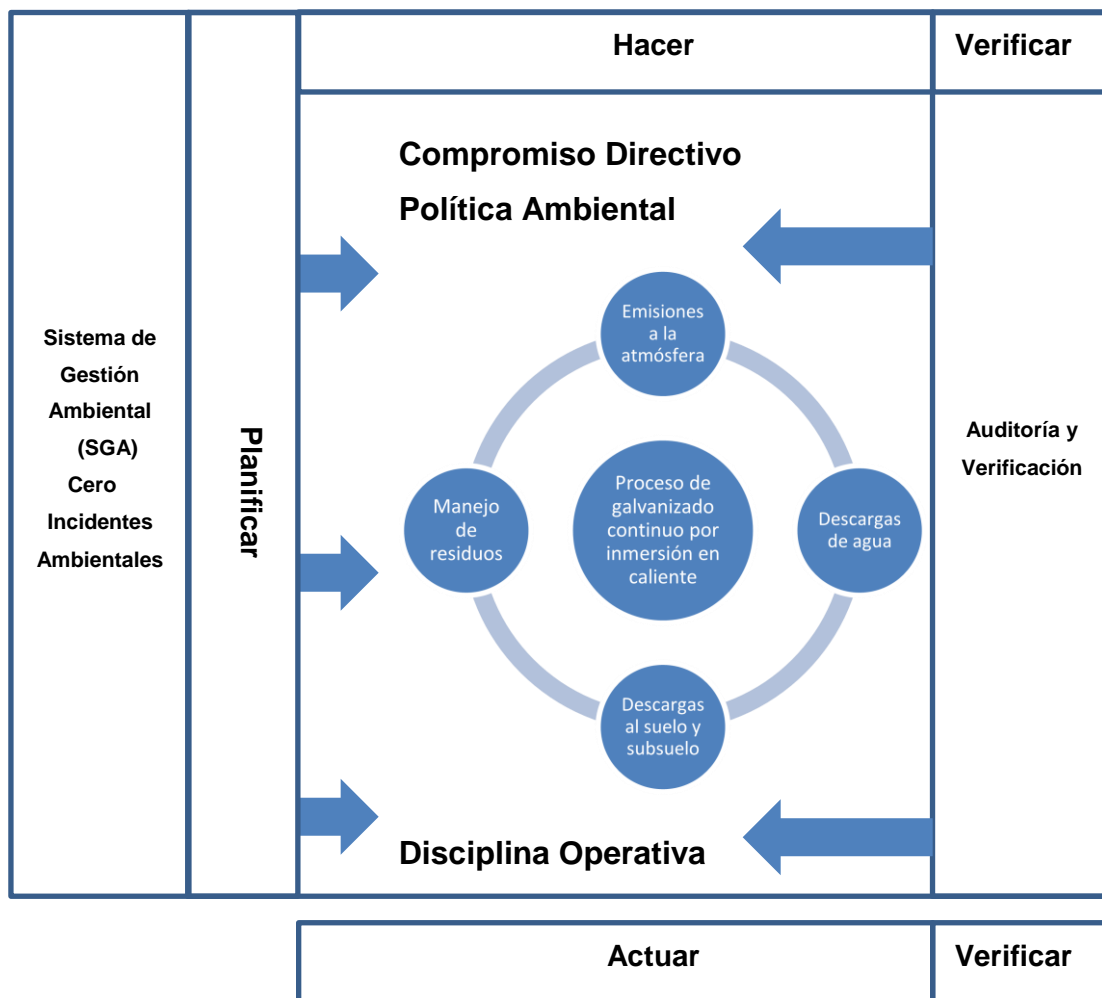 Hacer
Verificar
Compromiso Directivo
Política Ambiental
Sistema de
Gestión
Ambiental
(SGA)
Cero
Incidentes
Ambientales
Planificar
Emisiones
a la
atmósfera
Manejo
de
residuos
Proceso de
galvanizado
continuo por
inmersión en
caliente
Descargas
de agua
Descargas
al suelo y
subsuelo
Auditoría y
Verificación
Disciplina Operativa
Actuar
Verificar